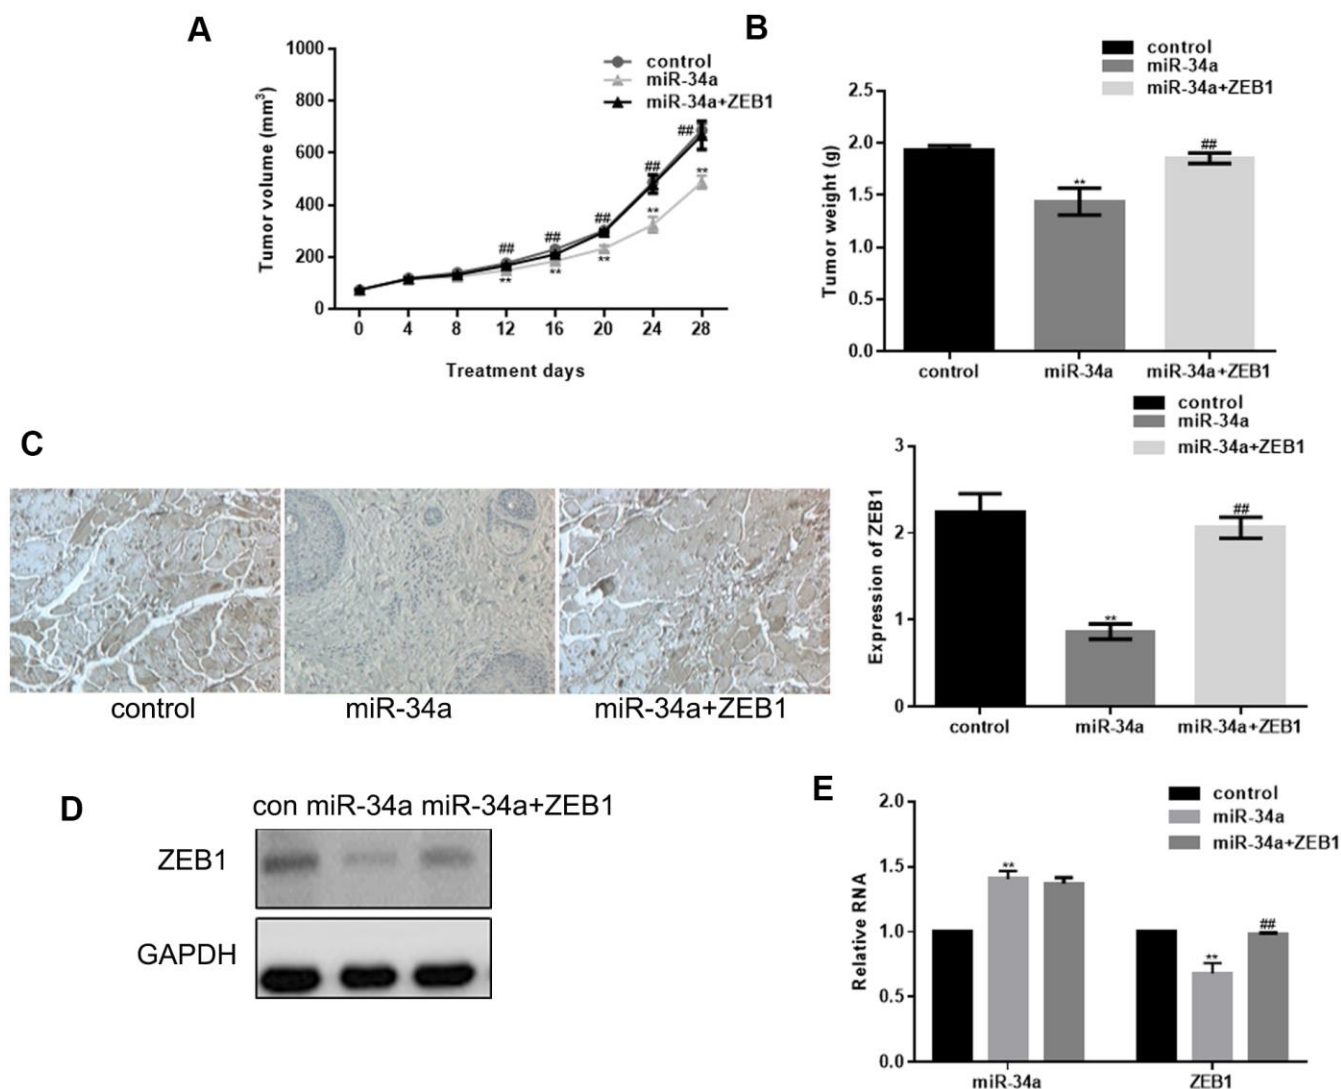 A
Tumor volume (mm³)
1000
800
600
400
200
0
control
miR-34a
miR-34a+ZEB1
##
##
##
##
##
**
**
**
**
**
0 4 8 12 16 20 24 28
Treatment days
B
control
miR-34a
miR-34a+ZEB1
Tumor weight (g)
2.5
2.0
1.5
1.0
0.5
0.0
**
##
control miR-34a miR-34a+ZEB1
C
control miR-34a miR-34a+ZEB1
control
miR-34a
miR-34a+ZEB1
Expression of ZEB1
3
2
1
0
**
##
control miR-34a miR-34a+ZEB1
D
con miR-34a miR-34a+ZEB1
ZEB1
GAPDH
E
control
miR-34a
miR-34a+ZEB1
Relative RNA
2.0
1.5
1.0
0.5
0.0
**
**
##
miR-34a ZEB1